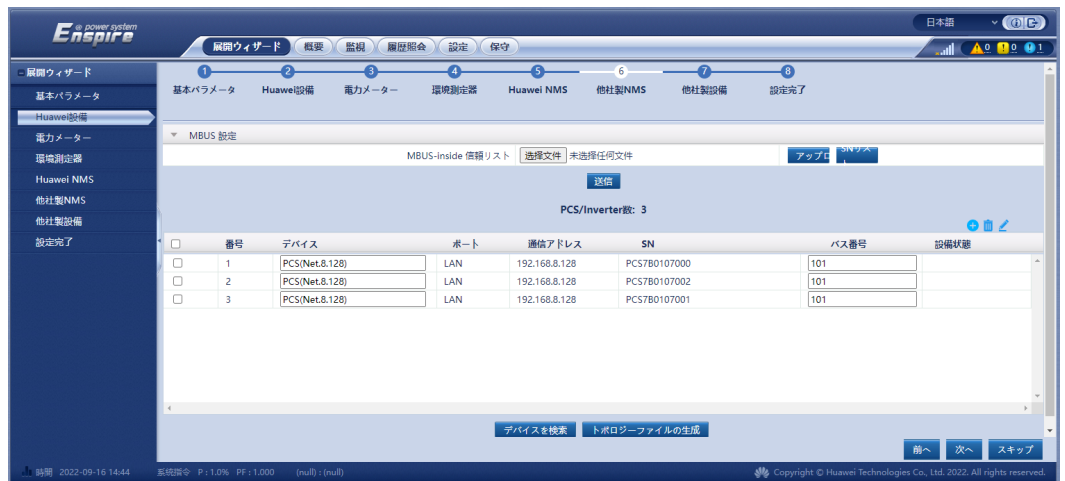 e power system
Enspire
日本語
展開ウィザード 概要 監視 履歴照会 設定 保守
0 0 1
展開ウィザード
基本パラメータ
Huawei設備
電力メーター
環境測定器
Huawei NMS
他社製NMS
他社製設備
設定完了
1 2 3 4 5 6 7 8
基本パラメータ Huawei設備 電力メーター 環境測定器 Huawei NMS 他社製NMS 他社製設備 設定完了
MBUS 設定
MBUS-inside 信頼リスト 选择文件 未选择任何文件 アップロ SNリスト
送信
PCS/Inverter数: 3
番号 デバイス ポート 通信アドレス SN バス番号 設備状態
1 PCS(Net.8.128) LAN 192.168.8.128 PCS7B0107000 101
2 PCS(Net.8.128) LAN 192.168.8.128 PCS7B0107002 101
3 PCS(Net.8.128) LAN 192.168.8.128 PCS7B0107001 101
デバイスを検索 トポロジーファイルの生成
前へ 次へ スキップ
時間 2022-09-16 14:44 系统指令 P : 1.0% PF : 1.000 (null) : (null) Copyright © Huawei Technologies Co., Ltd. 2022. All rights reserved.